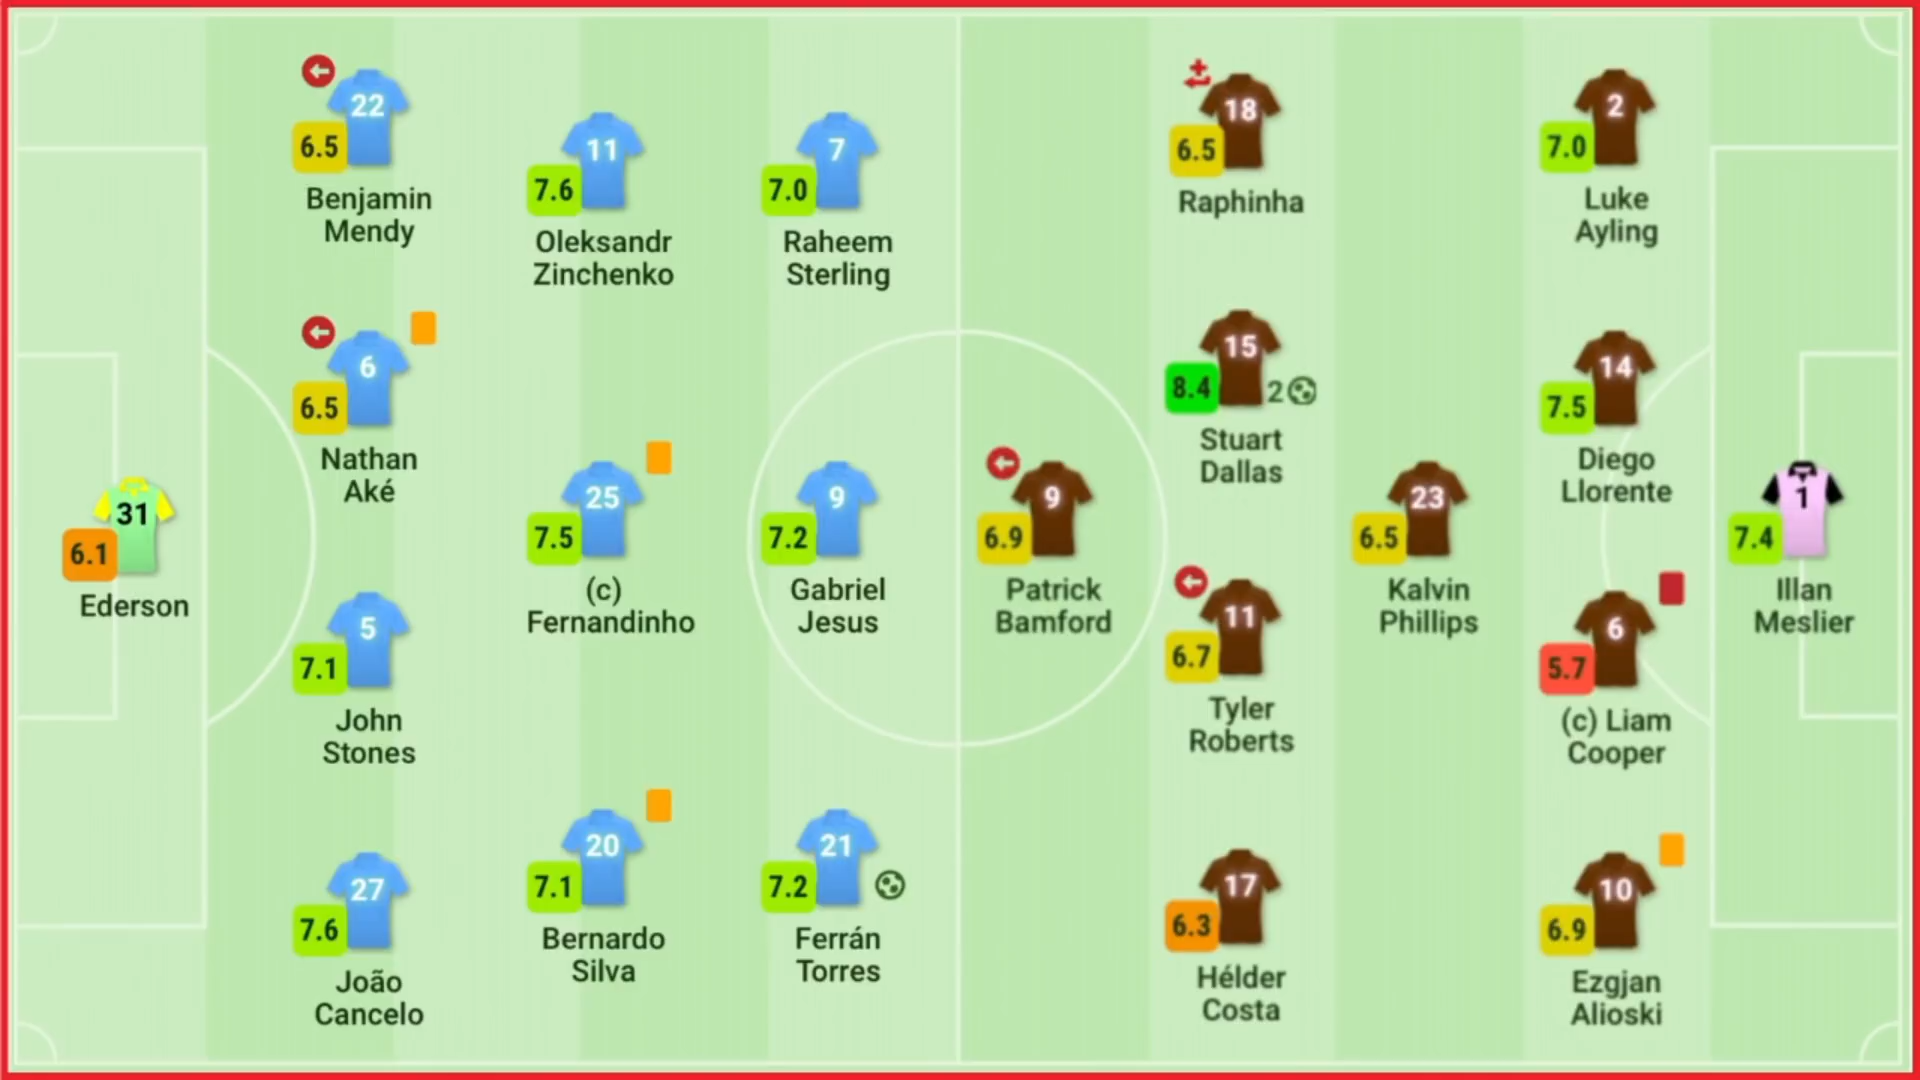 22
6.5
Benjamin
Mendy
11
7.6
Oleksandr
Zinchenko
7
7.0
Raheem
Sterling
18
6.5
Raphinha
2
7.0
Luke
Ayling
6
6.5
Nathan
Aké
15
8.4
2
Stuart
Dallas
14
7.5
Diego
Llorente
31
6.1
Ederson
25
7.5
(c)
Fernandinho
9
7.2
Gabriel
Jesus
9
6.9
Patrick
Bamford
23
6.5
Kalvin
Phillips
1
7.4
Illan
Meslier
5
7.1
John
Stones
11
6.7
Tyler
Roberts
6
5.7
(c) Liam
Cooper
27
7.6
João
Cancelo
20
7.1
Bernardo
Silva
21
7.2
Ferrán
Torres
17
6.3
Hélder
Costa
10
6.9
Ezgjan
Alioski